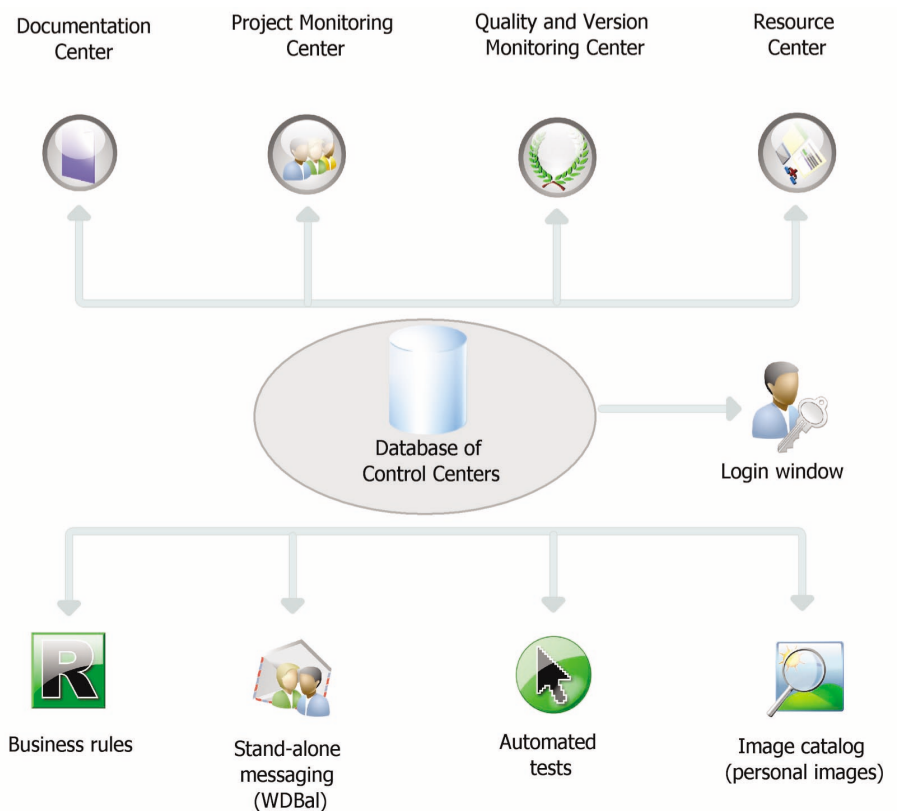 Documentation
Center
Project Monitoring
Center
Quality and Version
Monitoring Center
Resource
Center
Database of
Control Centers
Login window
R
Business rules
Stand-alone
messaging
(WDBal)
Automated
tests
Image catalog
(personal images)